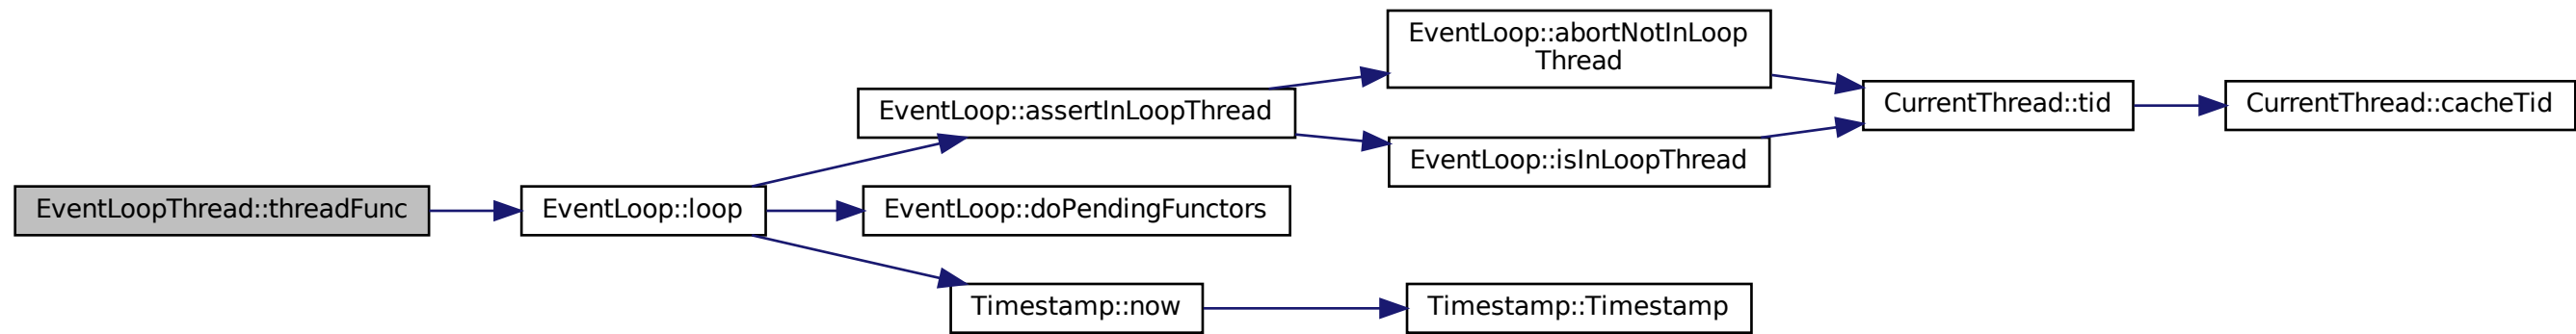 EventLoopThread::threadFunc
EventLoop::loop
EventLoop::assertInLoopThread
EventLoop::abortNotInLoop
Thread
EventLoop::isInLoopThread
CurrentThread::tid
CurrentThread::cacheTid
EventLoop::doPendingFunctors
Timestamp::now
Timestamp::Timestamp